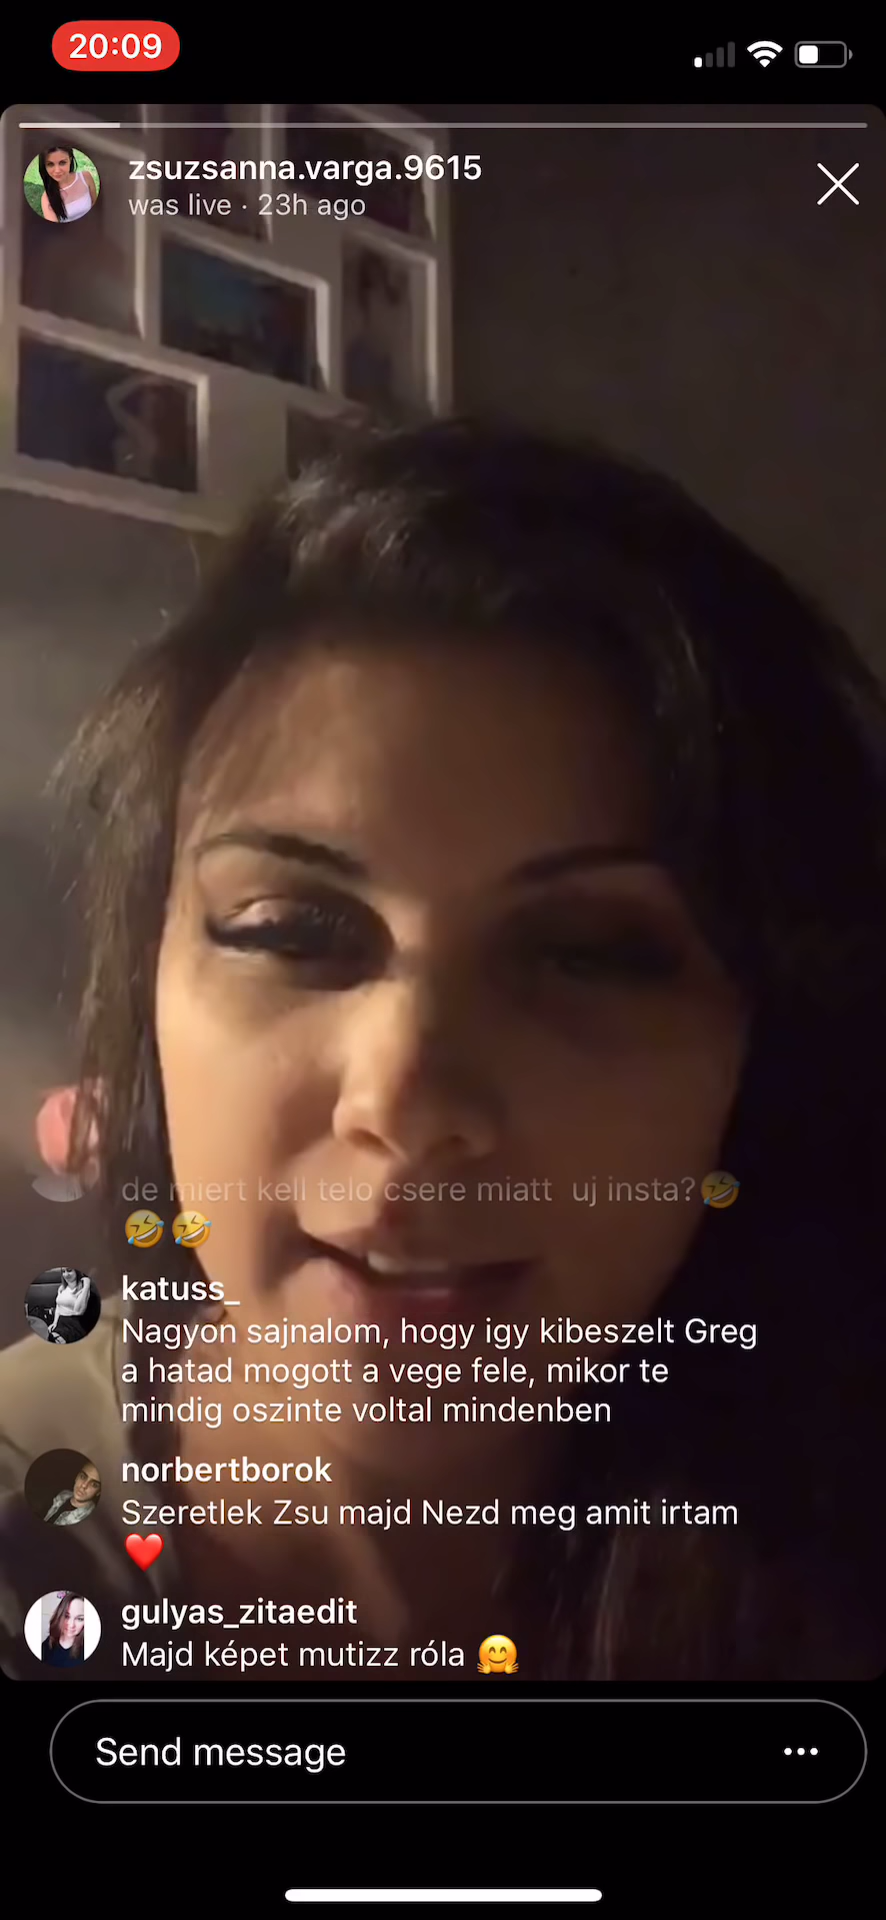 20:09
zsuzsanna.varga.9615
was live · 23h ago
de miert kell telo csere miatt uj insta?🤣
🤣🤣
katuss_
Nagyon sajnalom, hogy igy kibeszelt Greg
a hatad mogott a vege fele, mikor te
mindig oszinte voltal mindenben
norbertborok
Szeretlek Zsu majd Nezd meg amit irtam
❤️
gulyas_zitaedit
Majd képet mutizz róla 🤗
Send message